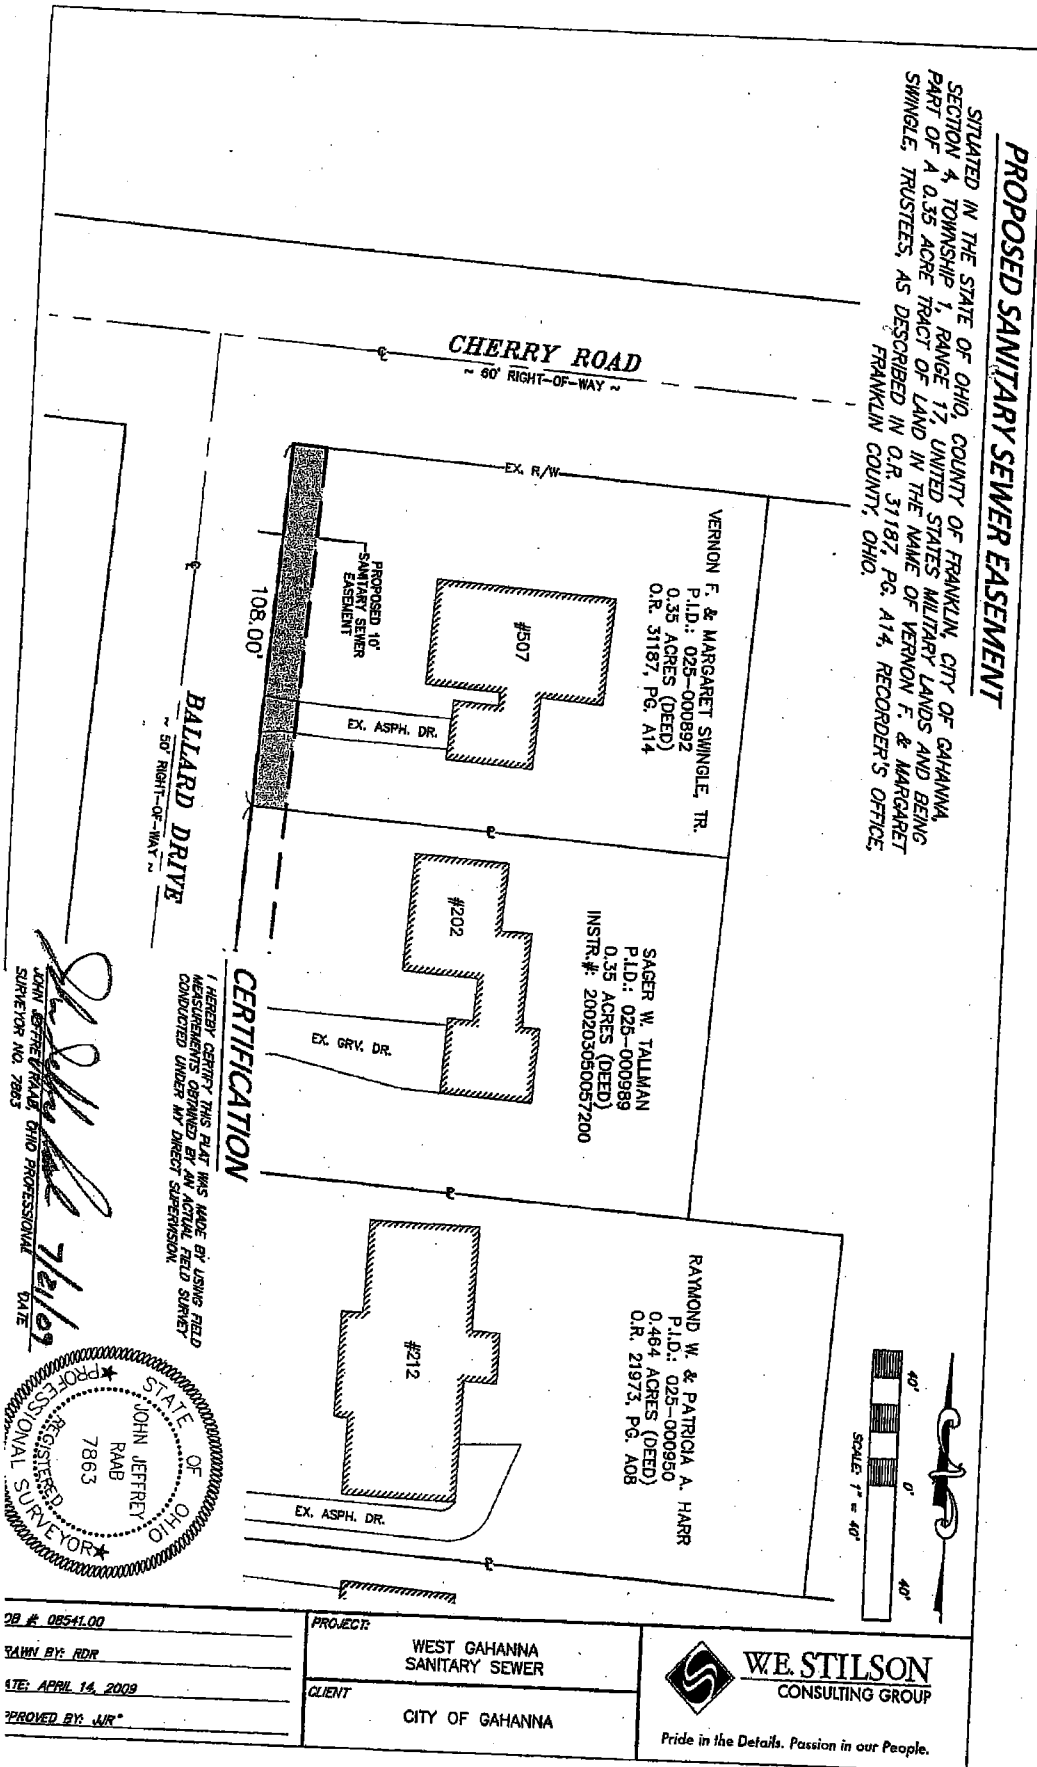 PROPOSED SANITARY SEWER EASEMENT
SITUATED IN THE STATE OF OHIO, COUNTY OF FRANKLIN, CITY OF GAHANNA,
SECTION 4, TOWNSHIP 1, RANGE 17, UNITED STATES MILITARY LANDS AND BEING
PART OF A 0.35 ACRE TRACT OF LAND IN THE NAME OF VERNON F. & MARGARET
SWINGLE, TRUSTEES, AS DESCRIBED IN O.R. 31187, PG. A14, RECORDER'S OFFICE,
FRANKLIN COUNTY, OHIO.
CHERRY ROAD
~ 60' RIGHT-OF-WAY ~
EX. R/W
VERNON F. & MARGARET SWINGLE, TR.
P.I.D.: 025-000892
0.35 ACRES (DEED)
O.R. 31187, PG. A14
#507
PROPOSED 10'
SANITARY SEWER
EASEMENT
EX. ASPH. DR.
108.00'
BALLARD DRIVE
~ 50' RIGHT-OF-WAY ~
SAGER W. TALLMAN
P.I.D.: 025-000989
0.35 ACRES (DEED)
INSTR.#: 200203050057200
#202
EX. GRV. DR.
RAYMOND W. & PATRICIA A. HARR
P.I.D.: 025-000950
0.464 ACRES (DEED)
O.R. 21973, PG. A08
#212
EX. ASPH. DR.
40' 0' 40'
SCALE: 1" = 40'
CERTIFICATION
I HEREBY CERTIFY THIS PLAT WAS MADE BY USING FIELD
MEASUREMENTS OBTAINED BY AN ACTUAL FIELD SURVEY
CONDUCTED UNDER MY DIRECT SUPERVISION.
7/21/09
JOHN JEFFREY RAAB, OHIO PROFESSIONAL DATE
SURVEYOR NO. 7863
STATE OF OHIO
JOHN JEFFREY
RAAB
7863
REGISTERED
PROFESSIONAL SURVEYOR
OB #: 08541.00
RAWN BY: RDR
ATE: APRIL 14, 2009
PPROVED BY: JJR
PROJECT:
WEST GAHANNA
SANITARY SEWER
CLIENT
CITY OF GAHANNA
W.E. STILSON
CONSULTING GROUP
Pride in the Details. Passion in our People.